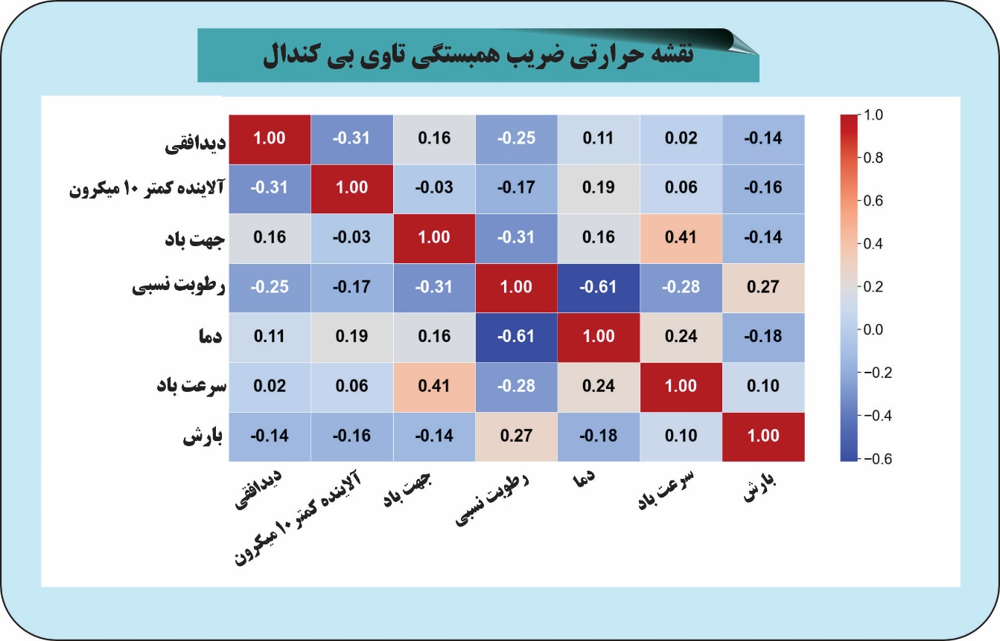 نقشه حرارتی ضریب همبستگی تاوی بی کندال
دیدافقی 1.00 -0.31 0.16 -0.25 0.11 0.02 -0.14
آلاینده کمتر ۱۰ میکرون -0.31 1.00 -0.03 -0.17 0.19 0.06 -0.16
جهت باد 0.16 -0.03 1.00 -0.31 0.16 0.41 -0.14
رطوبت نسبی -0.25 -0.17 -0.31 1.00 -0.61 -0.28 0.27
دما 0.11 0.19 0.16 -0.61 1.00 0.24 -0.18
سرعت باد 0.02 0.06 0.41 -0.28 0.24 1.00 0.10
بارش -0.14 -0.16 -0.14 0.27 -0.18 0.10 1.00
دیدافقی
آلاینده کمتر ۱۰ میکرون
جهت باد
رطوبت نسبی
دما
سرعت باد
بارش
1.0
0.8
0.6
0.4
0.2
0.0
−0.2
−0.4
−0.6